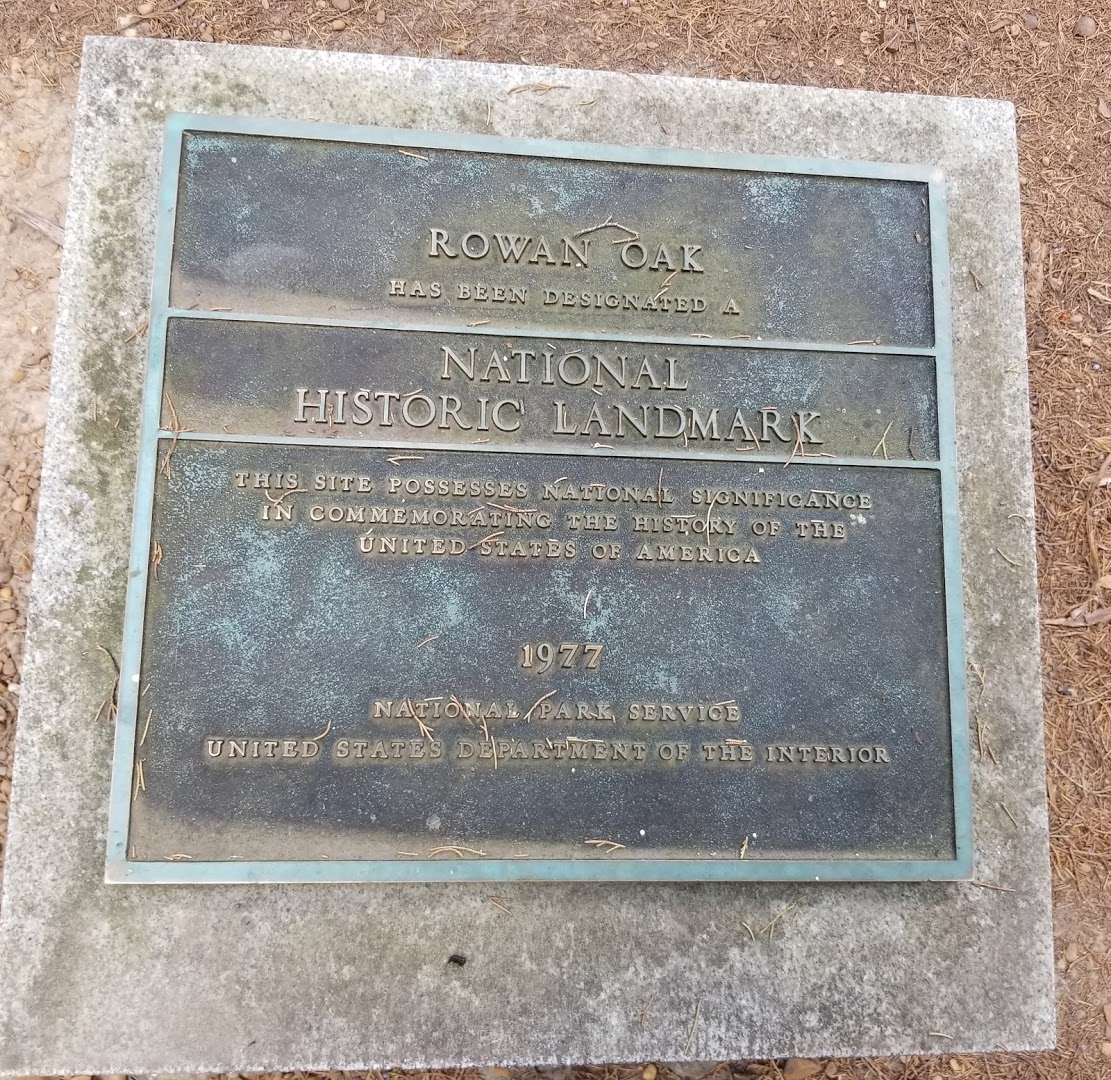 ROWAN OAK
HAS BEEN DESIGNATED A
NATIONAL
HISTORIC LANDMARK
THIS SITE POSSESSES NATIONAL SIGNIFICANCE
IN COMMEMORATING THE HISTORY OF THE
UNITED STATES OF AMERICA
1977
NATIONAL PARK SERVICE
UNITED STATES DEPARTMENT OF THE INTERIOR